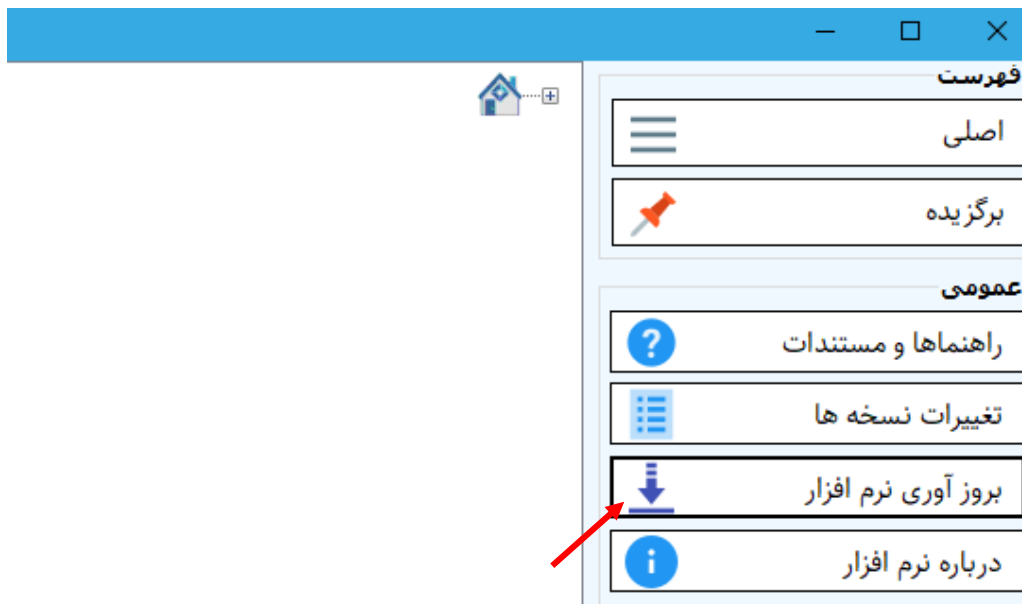 فهرست
اصلی
برگزیده
عمومی
راهنماها و مستندات
تغییرات نسخه ها
بروز آوری نرم افزار
درباره نرم افزار